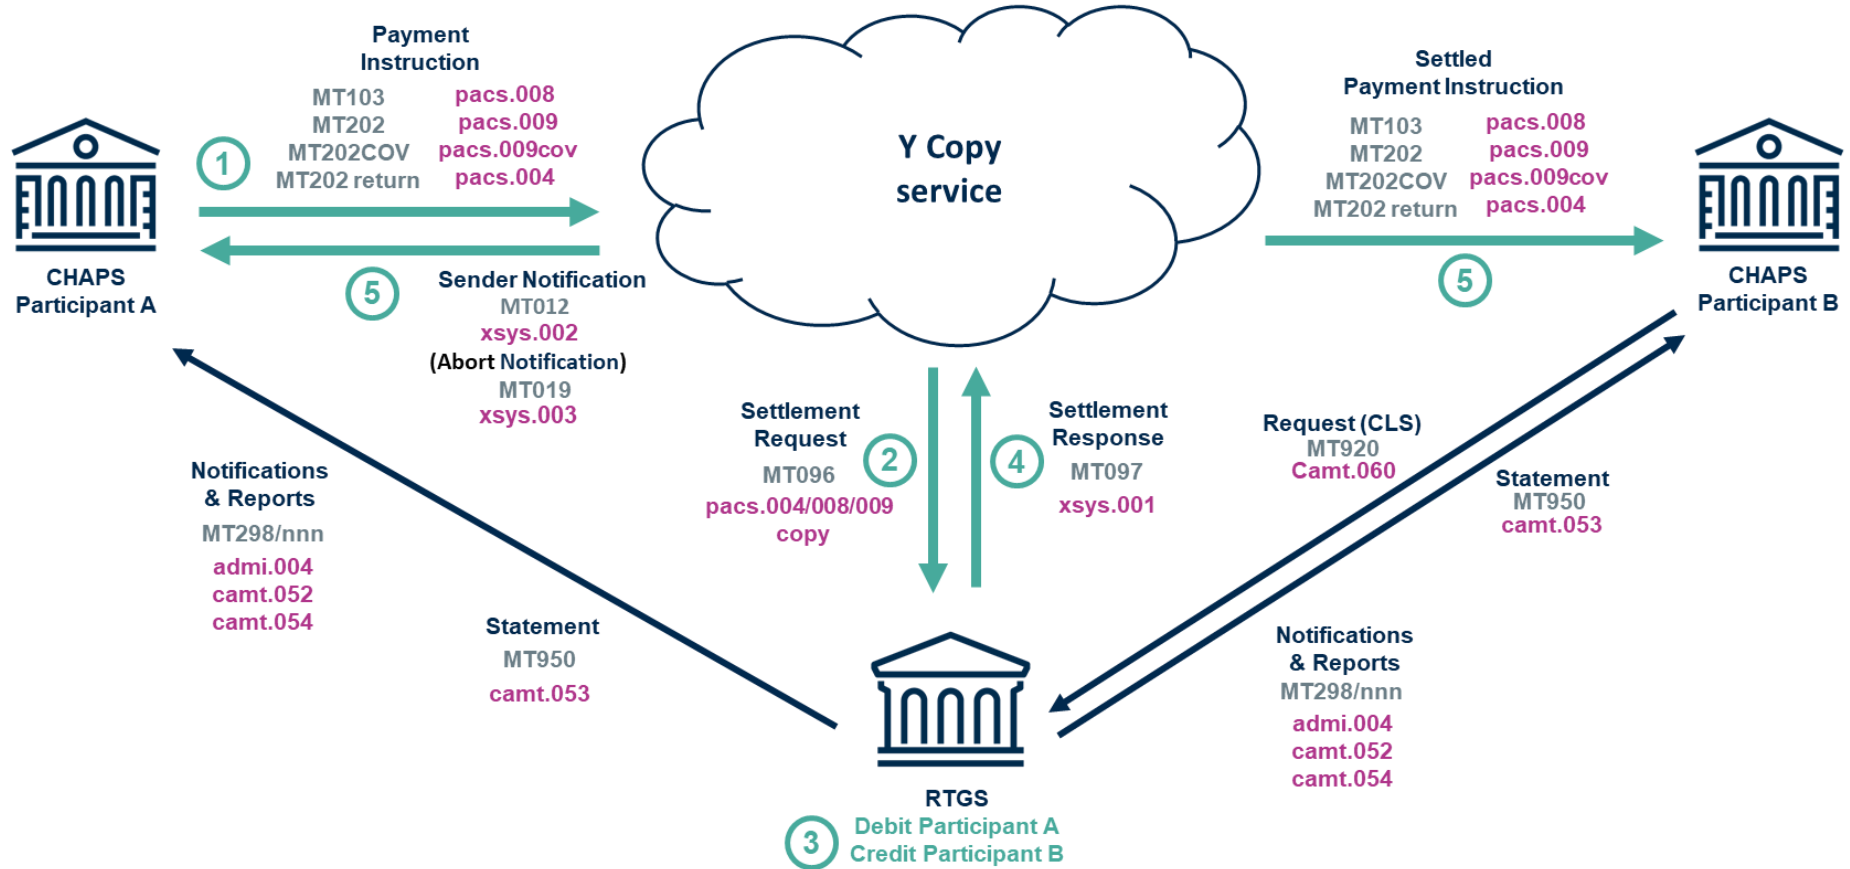 Payment
Instruction
MT103 pacs.008
MT202 pacs.009
MT202COV pacs.009cov
MT202 return pacs.004
1
CHAPS
Participant A
5
Sender Notification
MT012
xsys.002
(Abort Notification)
MT019
xsys.003
Y Copy
service
Settled
Payment Instruction
MT103 pacs.008
MT202 pacs.009
MT202COV pacs.009cov
MT202 return pacs.004
5
CHAPS
Participant B
Settlement
Request
MT096
pacs.004/008/009
copy
2
4
Settlement
Response
MT097
xsys.001
Request (CLS)
MT920
Camt.060
Statement
MT950
camt.053
Notifications
& Reports
MT298/nnn
admi.004
camt.052
camt.054
Statement
MT950
camt.053
Notifications
& Reports
MT298/nnn
admi.004
camt.052
camt.054
RTGS
3
Debit Participant A
Credit Participant B